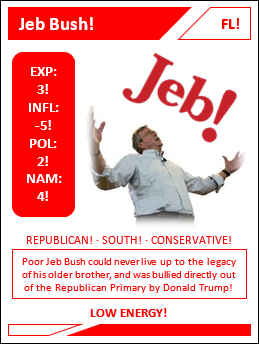 Jeb Bush!
FL!
EXP:
3!
INFL:
-5!
POL:
2!
NAM:
4!
Jeb!
REPUBLICAN! · SOUTH! · CONSERVATIVE!
Poor Jeb Bush could never live up to the legacy
of his older brother, and was bullied directly out
of the Republican Primary by Donald Trump!
LOW ENERGY!